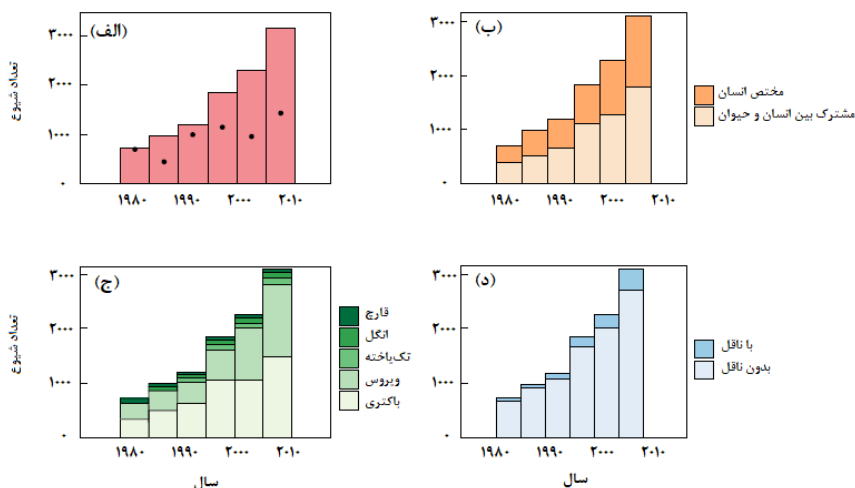 (الف)
تعداد شیوع
۳۰۰۰
۲۰۰۰
۱۰۰۰
۰
۱۹۸۰ ۱۹۹۰ ۲۰۰۰ ۲۰۱۰
(ب)
۳۰۰۰
۲۰۰۰
۱۰۰۰
۰
۱۹۸۰ ۱۹۹۰ ۲۰۰۰ ۲۰۱۰
مختص انسان
مشترک بین انسان و حیوان
(ج)
تعداد شیوع
۳۰۰۰
۲۰۰۰
۱۰۰۰
۰
۱۹۸۰ ۱۹۹۰ ۲۰۰۰ ۲۰۱۰
سال
قارچ
انگل
تک‌یاخته
ویروس
باکتری
(د)
۳۰۰۰
۲۰۰۰
۱۰۰۰
۰
۱۹۸۰ ۱۹۹۰ ۲۰۰۰ ۲۰۱۰
سال
با ناقل
بدون ناقل